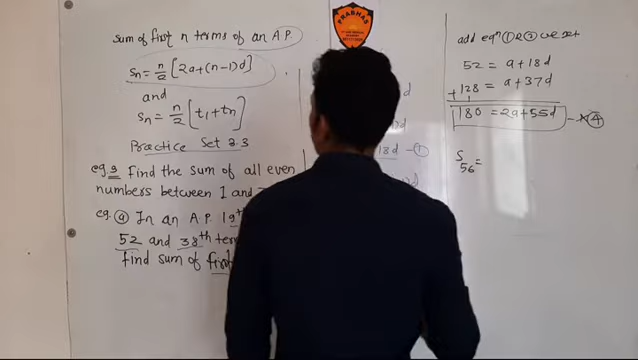 Sum of first n terms of an A.P.
Sn = n/2 [2a+(n-1)d]
and
Sn = n/2 [t1+tn]
Practice Set 3.3
eg.3 Find the sum of all even
numbers between 1 and
eg. 4 In an A.P. 19th
52 and 38th term
find sum of first
PRABHAS
18d - 1
add eqn 1 & 2 we get
52 = a+18d
+ 128 = a+37d
180 = 2a+55d - 4
S56 =